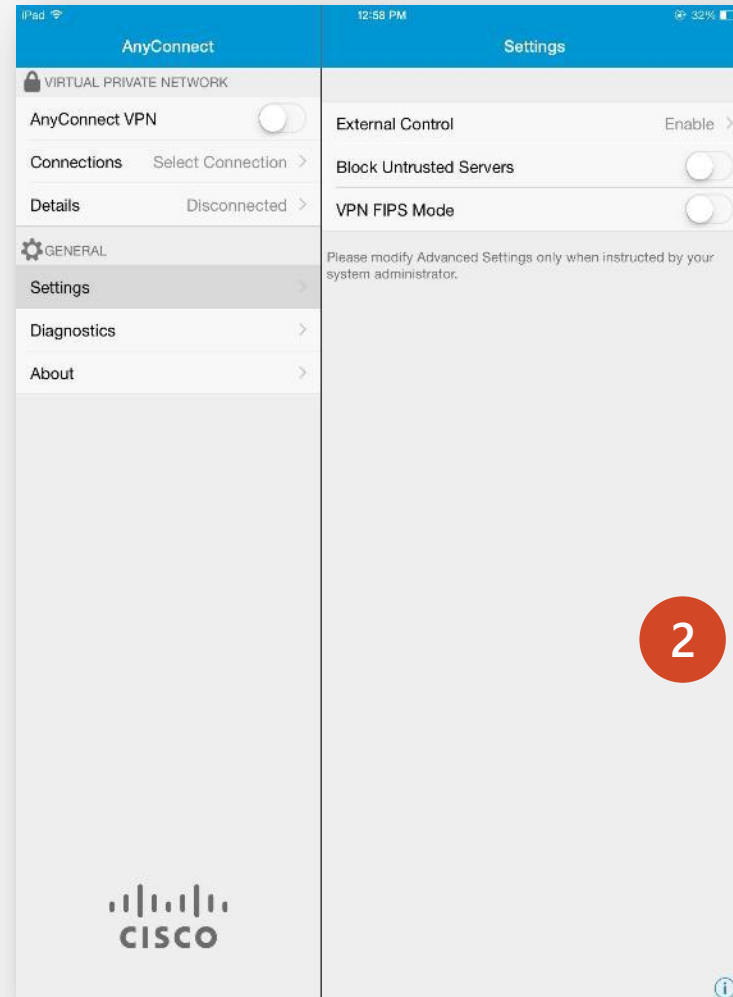 iPad 12:58 PM 32%
AnyConnect
Settings
VIRTUAL PRIVATE NETWORK
AnyConnect VPN
Connections Select Connection >
Details Disconnected >
GENERAL
Settings >
Diagnostics >
About >
CISCO
External Control Enable >
Block Untrusted Servers
VPN FIPS Mode
Please modify Advanced Settings only when instructed by your
system administrator.
2
i